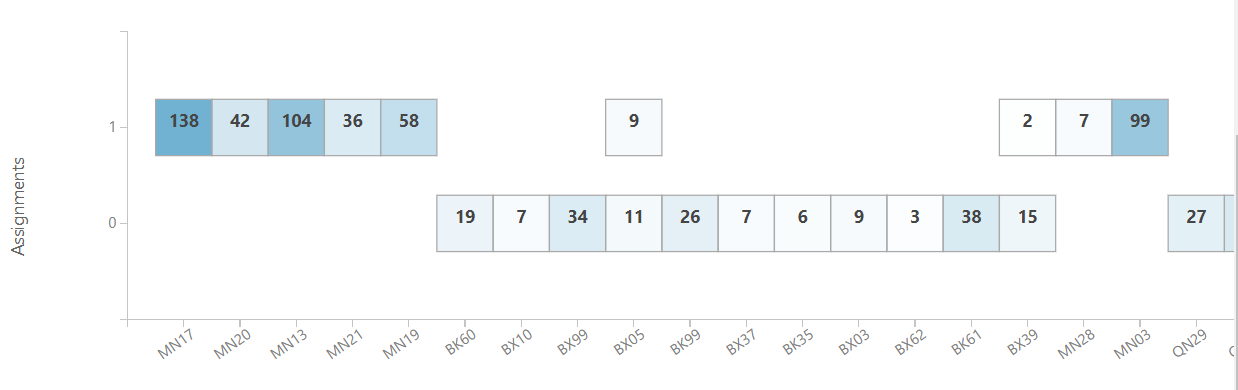 138 42 104 36 58 9 2 7 99
1
19 7 34 11 26 7 6 9 3 38 15 27
0
Assignments
MN17 MN20 MN13 MN21 MN19 BK60 BX10 BX99 BX05 BK99 BX37 BK35 BX03 BX62 BK61 BX39 MN28 MN03 QN29